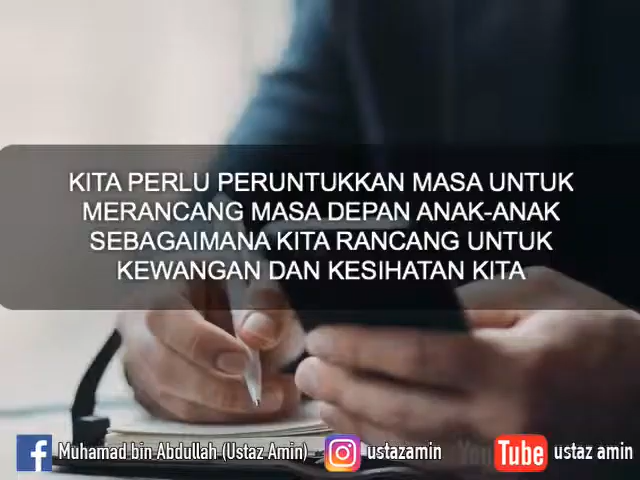 KITA PERLU PERUNTUKKAN MASA UNTUK
MERANCANG MASA DEPAN ANAK-ANAK
SEBAGAIMANA KITA RANCANG UNTUK
KEWANGAN DAN KESIHATAN KITA
f Muhamad bin Abdullah (Ustaz Amin) ustazamin YouTube ustaz amin